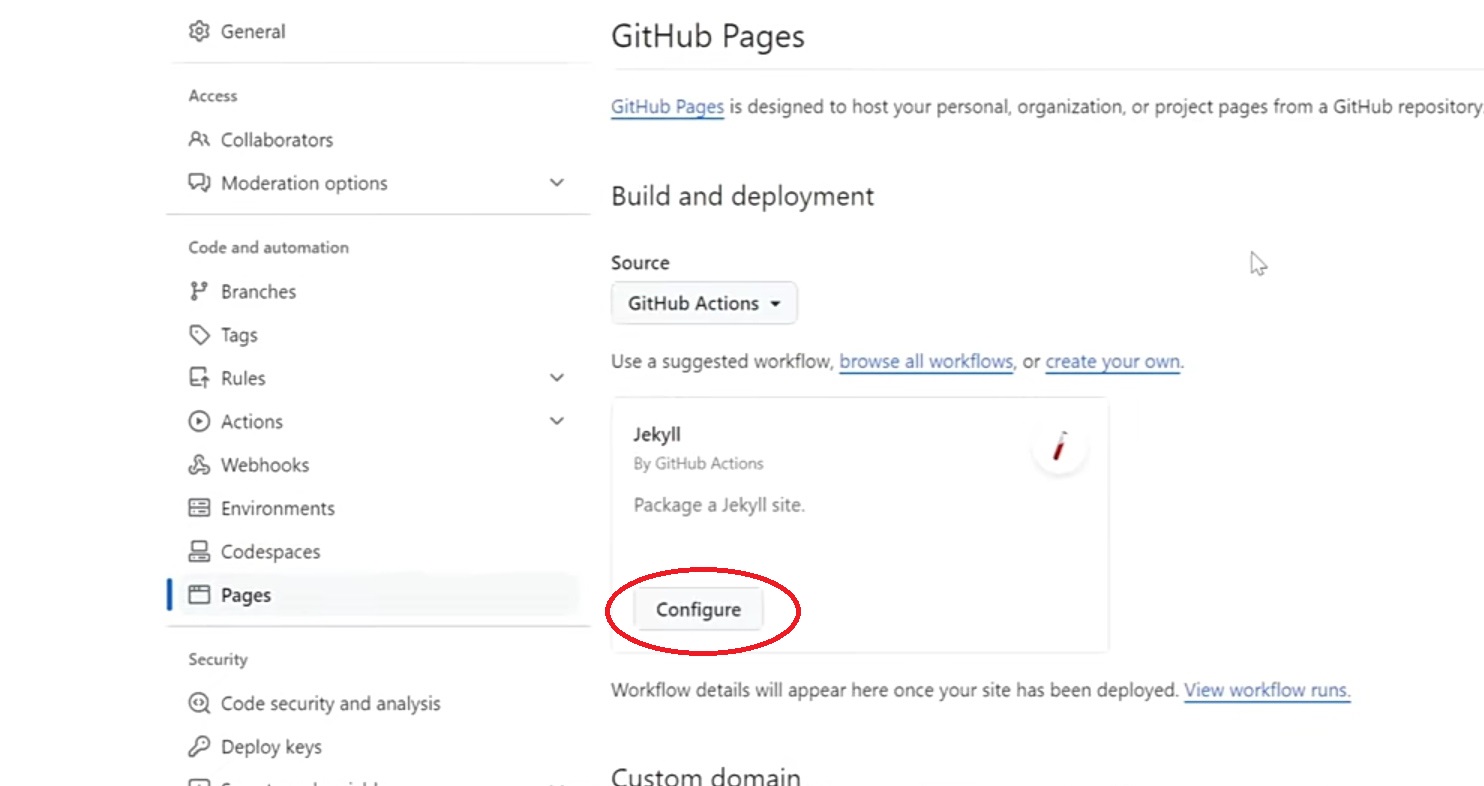 General
Access
Collaborators
Moderation options
Code and automation
Branches
Tags
Rules
Actions
Webhooks
Environments
Codespaces
Pages
Security
Code security and analysis
Deploy keys
GitHub Pages
GitHub Pages is designed to host your personal, organization, or project pages from a GitHub repository
Build and deployment
Source
GitHub Actions
Use a suggested workflow, browse all workflows, or create your own.
Jekyll
By GitHub Actions
Package a Jekyll site.
Configure
Workflow details will appear here once your site has been deployed. View workflow runs.
Custom domain